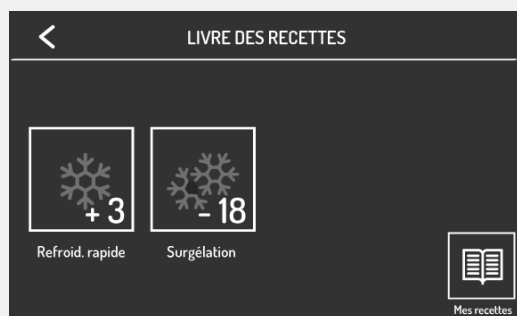 LIVRE DES RECETTES
+ 3
- 18
Refroid. rapide
Surgélation
Mes recettes